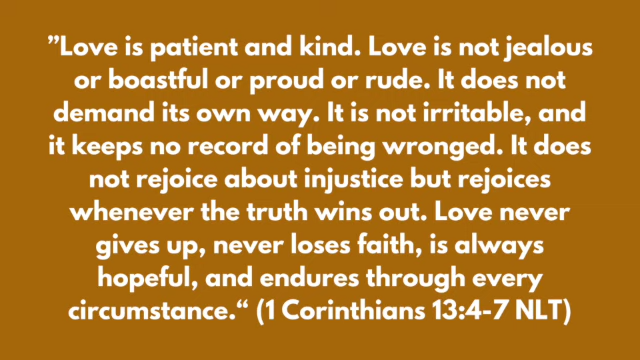 ”Love is patient and kind. Love is not jealous
or boastful or proud or rude. It does not
demand its own way. It is not irritable, and
it keeps no record of being wronged. It does
not rejoice about injustice but rejoices
whenever the truth wins out. Love never
gives up, never loses faith, is always
hopeful, and endures through every
circumstance.“ (1 Corinthians 13:4-7 NLT)